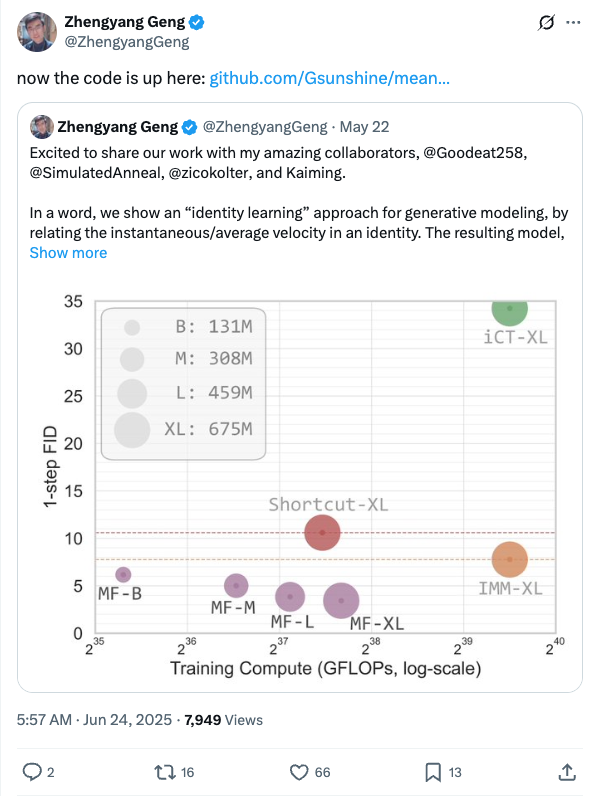 Zhengyang Geng
@ZhengyangGeng
now the code is up here: github.com/Gsunshine/mean...
Zhengyang Geng @ZhengyangGeng · May 22
Excited to share our work with my amazing collaborators, @Goodeat258,
@SimulatedAnneal, @zicokolter, and Kaiming.
In a word, we show an “identity learning” approach for generative modeling, by
relating the instantaneous/average velocity in an identity. The resulting model,
Show more
35
30
25
20
15
10
5
0
1-step FID
B: 131M
M: 308M
L: 459M
XL: 675M
iCT-XL
Shortcut-XL
IMM-XL
MF-B
MF-M
MF-L
MF-XL
2^35 2^36 2^37 2^38 2^39 2^40
Training Compute (GFLOPs, log-scale)
5:57 AM · Jun 24, 2025 · 7,949 Views
2 16 66 13